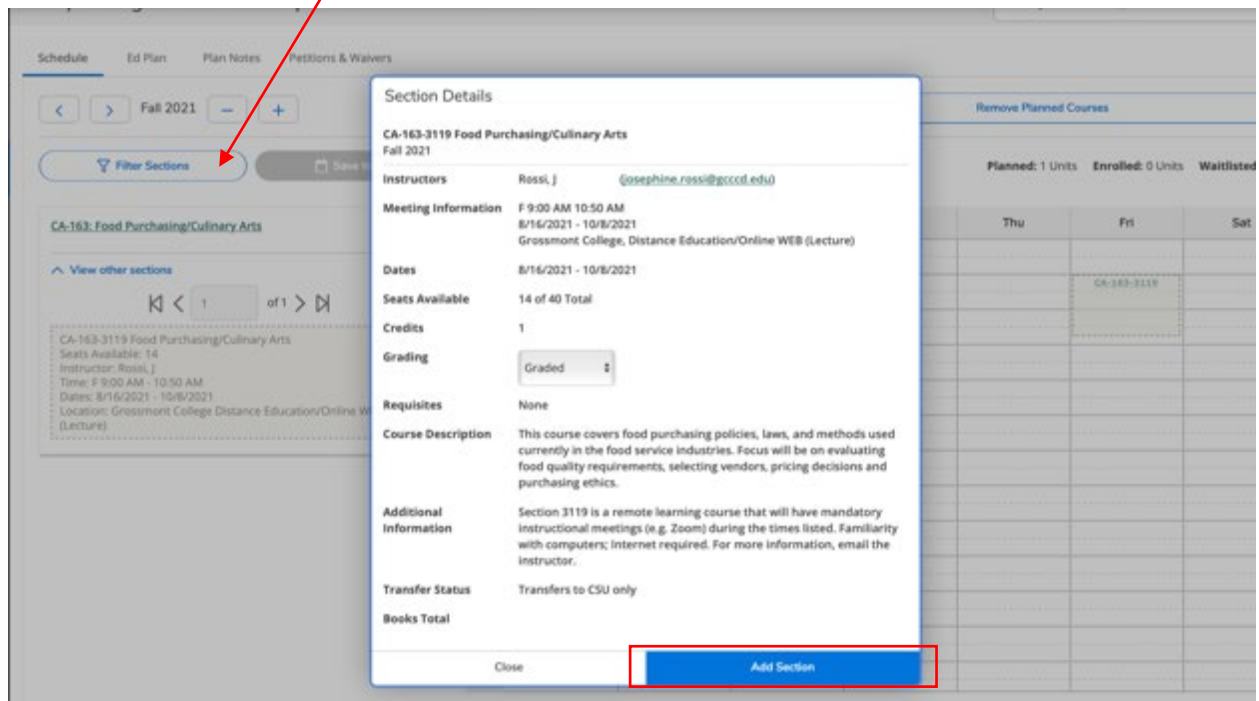 Schedule Ed Plan Plan Notes Petitions & Waivers
Fall 2021
Remove Planned Courses
Filter Sections
Save
Planned: 1 Units Enrolled: 0 Units Waitlisted
Thu Fri Sat
CA-163: Food Purchasing/Culinary Arts
View other sections
1 of 1
CA-163-3119 Food Purchasing/Culinary Arts
Seats Available: 14
Instructor: Rossi, J
Time: F 9:00 AM - 10:50 AM
Dates: 8/16/2021 - 10/8/2021
Location: Grossmont College Distance Education/Online
(Lecture)
CA-163-3119
Section Details
CA-163-3119 Food Purchasing/Culinary Arts
Fall 2021
Instructors Rossi, J (josephine.rossi@gcccd.edu)
Meeting Information F 9:00 AM 10:50 AM
8/16/2021 - 10/8/2021
Grossmont College, Distance Education/Online WEB (Lecture)
Dates 8/16/2021 - 10/8/2021
Seats Available 14 of 40 Total
Credits 1
Grading Graded
Requisites None
Course Description This course covers food purchasing policies, laws, and methods used
currently in the food service industries. Focus will be on evaluating
food quality requirements, selecting vendors, pricing decisions and
purchasing ethics.
Additional Section 3119 is a remote learning course that will have mandatory
Information instructional meetings (e.g. Zoom) during the times listed. Familiarity
with computers; Internet required. For more information, email the
instructor.
Transfer Status Transfers to CSU only
Books Total
Close Add Section